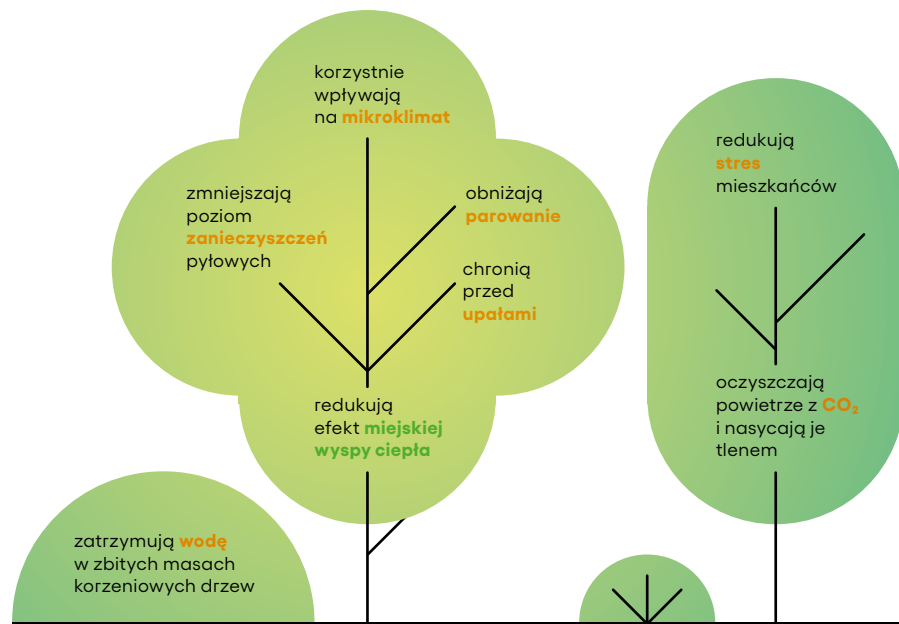 korzystnie
wpływają
na mikroklimat
zmniejszają
poziom
zanieczyszczeń
pyłowych
obniżają
parowanie
chronią
przed
upałami
redukują
efekt miejskiej
wyspy ciepła
redukują
stres
mieszkańców
oczyszczają
powietrze z CO₂
i nasycają je
tlenem
zatrzymują wodę
w zbitych masach
korzeniowych drzew